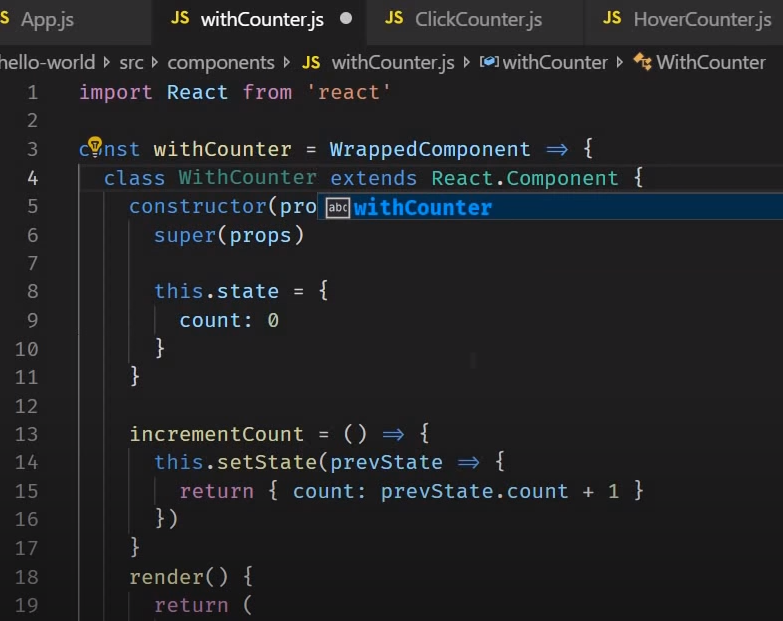 S App.js JS withCounter.js JS ClickCounter.js JS HoverCounter.js
hello-world src components JS withCounter.js withCounter WithCounter
1 import React from 'react'
2
3 const withCounter = WrappedComponent => {
4 class WithCounter extends React.Component {
5 constructor(pro abc withCounter
6 super(props)
7
8 this.state = {
9 count: 0
10 }
11 }
12
13 incrementCount = () => {
14 this.setState(prevState => {
15 return { count: prevState.count + 1 }
16 })
17 }
18 render() {
19 return (